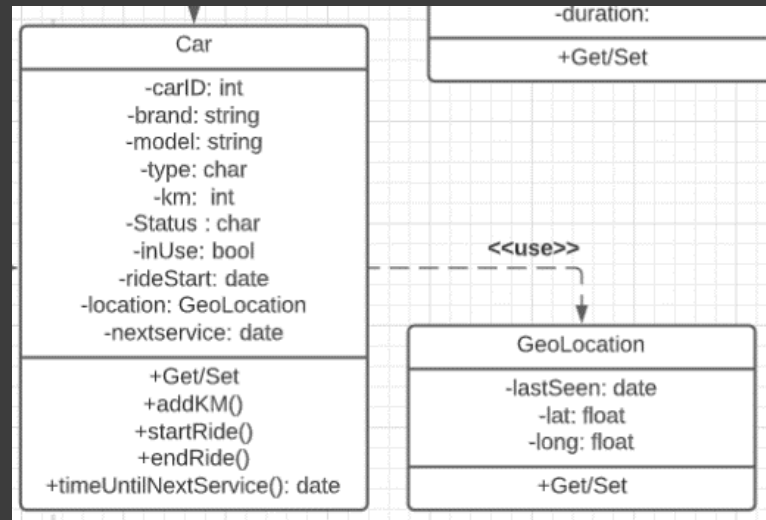 Car
-carID: int
-brand: string
-model: string
-type: char
-km:  int
-Status : char
-inUse: bool
-rideStart: date
-location: GeoLocation
-nextservice: date
+Get/Set
+addKM()
+startRide()
+endRide()
+timeUntilNextService(): date
-duration:
+Get/Set
<<use>>
GeoLocation
-lastSeen: date
-lat: float
-long: float
+Get/Set